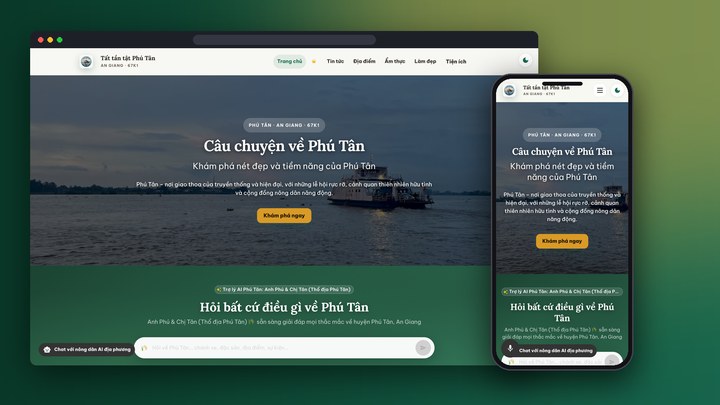 Tất tần tật Phú Tân
AN GIANG · 67K1
Trang chủ
Tin tức
Địa điểm
Ẩm thực
Làm đẹp
Tiện ích
PHÚ TÂN · AN GIANG · 67K1
Câu chuyện về Phú Tân
Khám phá nét đẹp và tiềm năng của Phú Tân
Phú Tân – nơi giao thoa của truyền thống và hiện đại, với những lễ hội rực rỡ, cảnh quan thiên nhiên hữu tình
và cộng đồng nông dân năng động.
Khám phá ngay
Trợ lý AI Phú Tân: Anh Phú & Chị Tân (Thổ địa Phú Tân)
Hỏi bất cứ điều gì về Phú Tân
Anh Phú & Chị Tân (Thổ địa Phú Tân) sẵn sàng giải đáp mọi thắc mắc về huyện Phú Tân, An Giang
Chat với nông dân AI địa phương
Tất tần tật Phú Tân
AN GIANG · 67K1
PHÚ TÂN · AN GIANG · 67K1
Câu chuyện về Phú Tân
Khám phá nét đẹp và tiềm
năng của Phú Tân
Phú Tân – nơi giao thoa của truyền thống và
hiện đại, với những lễ hội rực rỡ, cảnh quan
thiên nhiên hữu tình và cộng đồng nông dân
năng động.
Khám phá ngay
Trợ lý AI Phú Tân: Anh Phú & Chị Tân (Thổ địa P...
Hỏi bất cứ điều gì về Phú
Tân
Anh Phú & Chị Tân (Thổ địa Phú Tân) sẵn sàng
giải đáp mọi thắc mắc về huyện Phú Tân, An Giang
Chat với nông dân AI địa phương